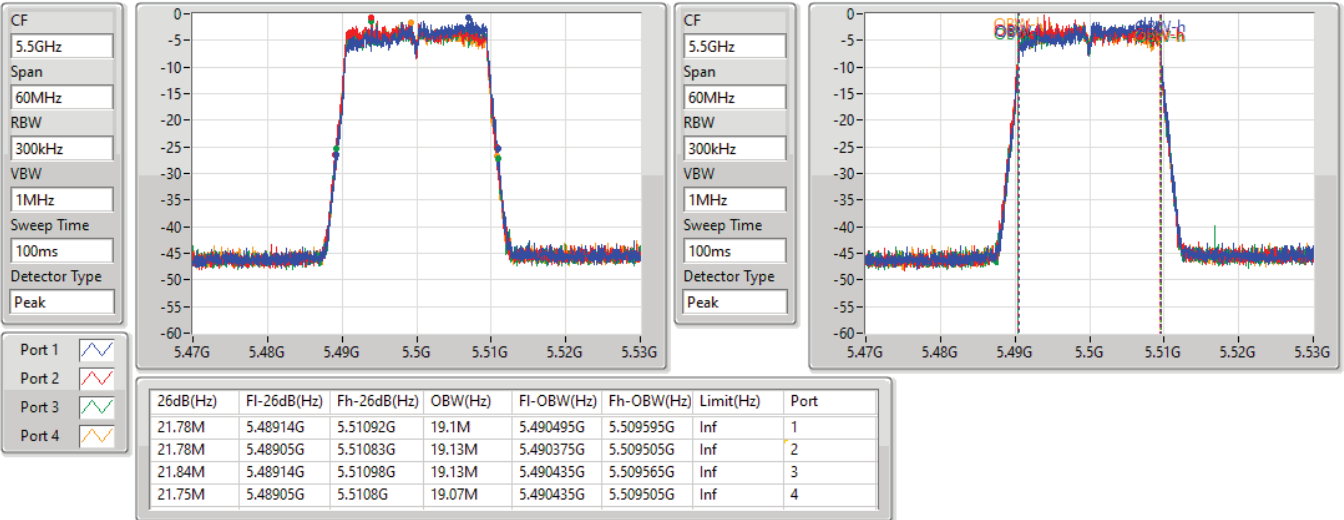 CF
5.5GHz
Span
60MHz
RBW
300kHz
VBW
1MHz
Sweep Time
100ms
Detector Type
Peak
0
-5
-10
-15
-20
-25
-30
-35
-40
-45
-50
-55
-60
5.47G 5.48G 5.49G 5.5G 5.51G 5.52G 5.53G
CF
5.5GHz
Span
60MHz
RBW
300kHz
VBW
1MHz
Sweep Time
100ms
Detector Type
Peak
0
-5
-10
-15
-20
-25
-30
-35
-40
-45
-50
-55
-60
5.47G 5.48G 5.49G 5.5G 5.51G 5.52G 5.53G
Port 1
Port 2
Port 3
Port 4
26dB(Hz) Fl-26dB(Hz) Fh-26dB(Hz) OBW(Hz) Fl-OBW(Hz) Fh-OBW(Hz) Limit(Hz) Port
21.78M 5.48914G 5.51092G 19.1M 5.490495G 5.509595G Inf 1
21.78M 5.48905G 5.51083G 19.13M 5.490375G 5.509505G Inf 2
21.84M 5.48914G 5.51098G 19.13M 5.490435G 5.509565G Inf 3
21.75M 5.48905G 5.5108G 19.07M 5.490435G 5.509505G Inf 4